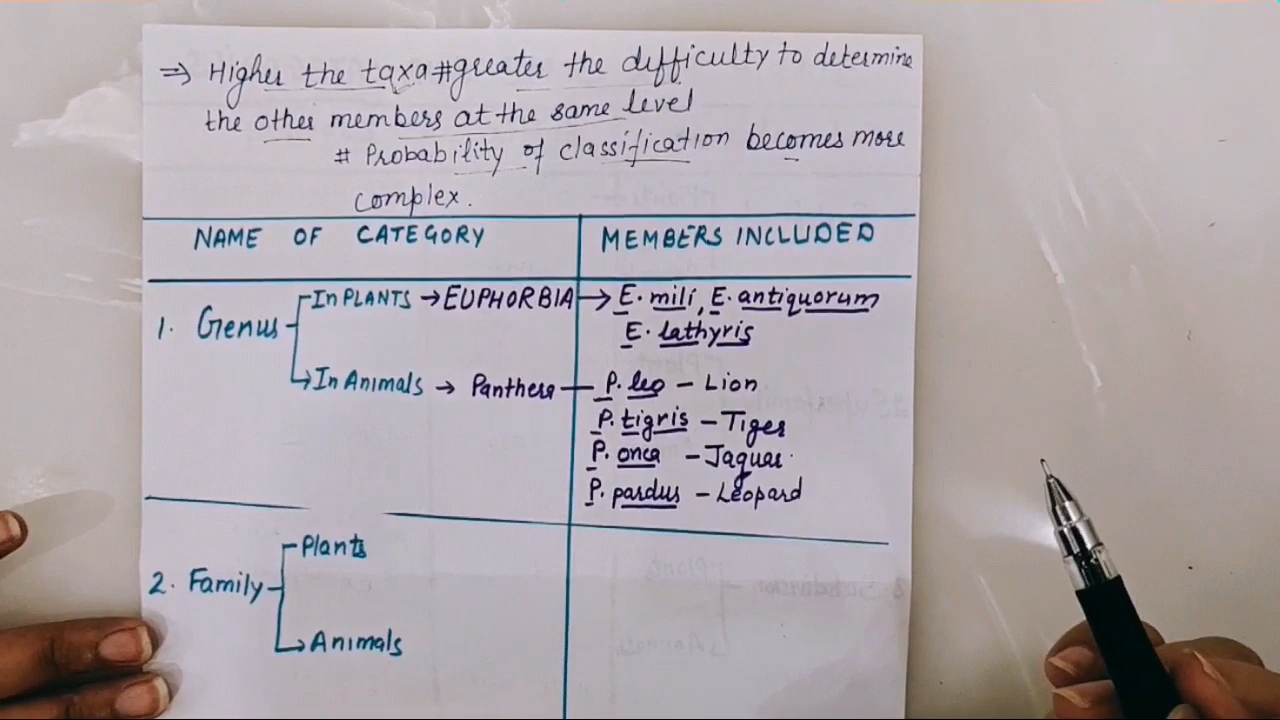 ⇒ Higher the taxa # greater the difficulty to determine
the other members at the same level
# Probability of classification becomes more
complex.
NAME OF CATEGORY MEMBERS INCLUDED
1. Genus In PLANTS → EUPHORBIA → E. mili, E. antiquorum
E. lathyris
In Animals → Panthera — P. leo - Lion
P. tigris - Tiger
P. onca - Jaguar
P. pardus - Leopard
2. Family Plants
Animals